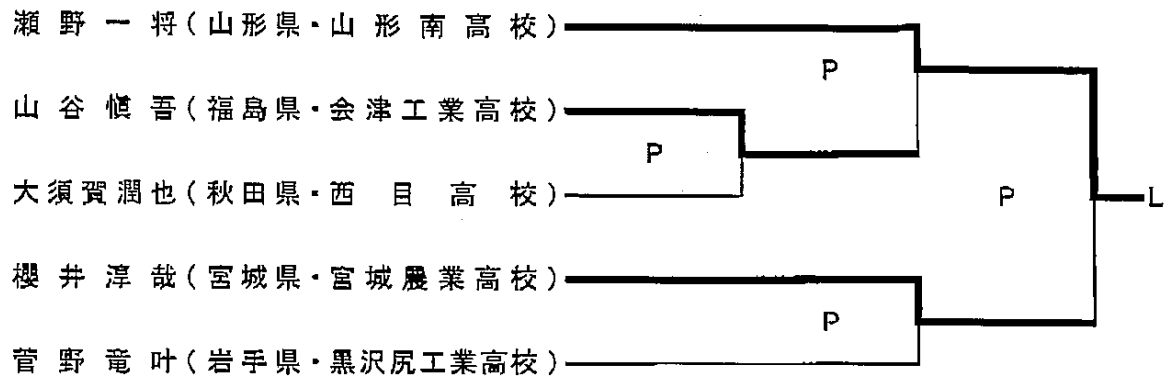 瀬野一将(山形県・山形南高校)
P
山谷慎吾(福島県・会津工業高校)
P
大須賀潤也(秋田県・西目高校)
P
L
櫻井淳哉(宮城県・宮城農業高校)
P
菅野竜叶(岩手県・黒沢尻工業高校)